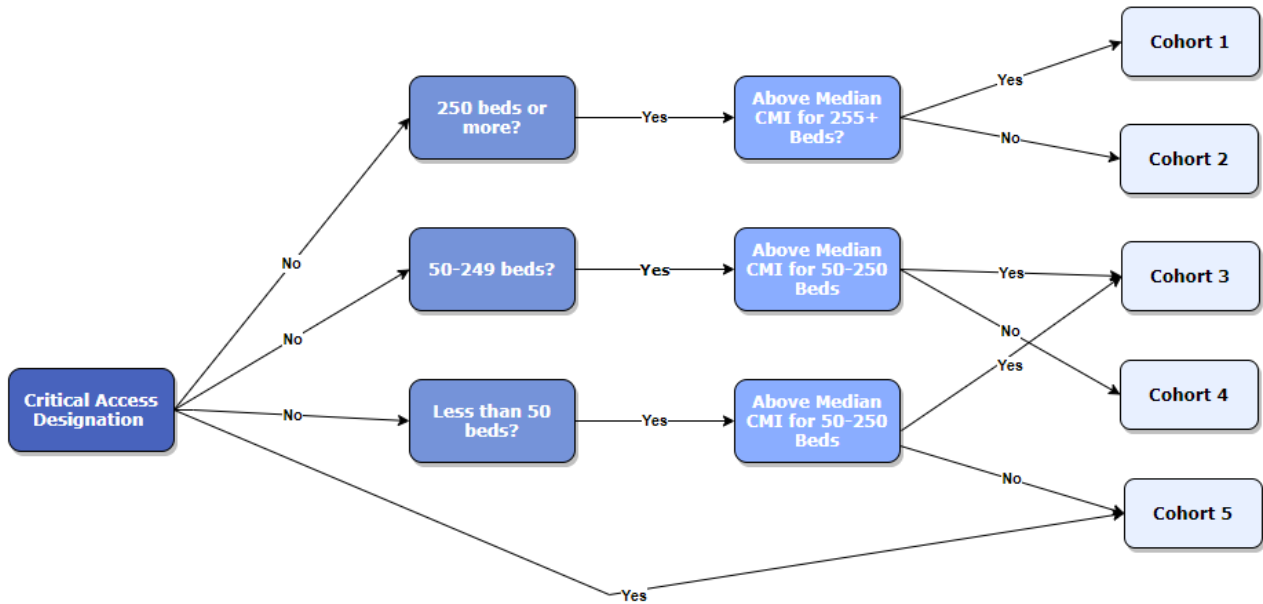 Cohort 1
250 beds or
more?
Yes
Above Median
CMI for 255+
Beds?
Yes
No
Cohort 2
No
50-249 beds?
Yes
Above Median
CMI for 50-250
Beds
Yes
Cohort 3
No
No
Yes
Critical Access
Designation
No
Less than 50
beds?
Yes
Above Median
CMI for 50-250
Beds
Cohort 4
No
Cohort 5
Yes